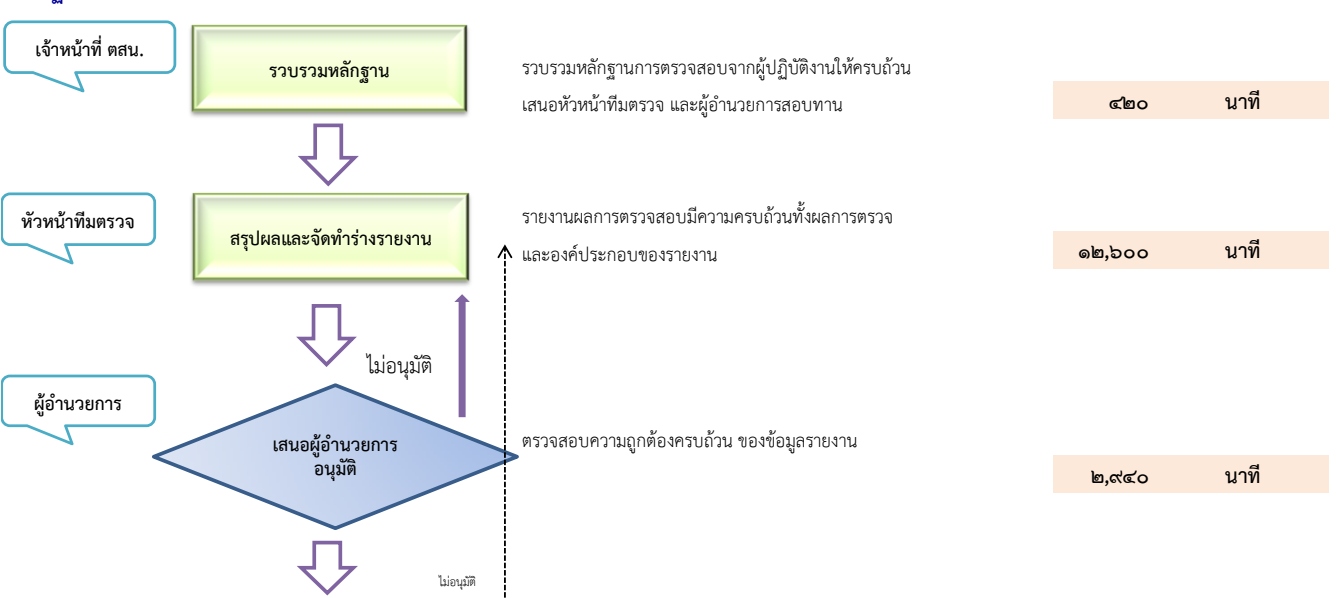 เจ้าหน้าที่ ตสน.
รวบรวมหลักฐาน
รวบรวมหลักฐานการตรวจสอบจากผู้ปฏิบัติงานให้ครบถ้วน
เสนอหัวหน้าทีมตรวจ และผู้อำนวยการสอบทาน
๔๒๐ นาที
หัวหน้าทีมตรวจ
สรุปผลและจัดทำร่างรายงาน
รายงานผลการตรวจสอบมีความครบถ้วนทั้งผลการตรวจ
และองค์ประกอบของรายงาน
๑๒,๖๐๐ นาที
ไม่อนุมัติ
ผู้อำนวยการ
เสนอผู้อำนวยการ
อนุมัติ
ตรวจสอบความถูกต้องครบถ้วน ของข้อมูลรายงาน
๒,๙๔๐ นาที
ไม่อนุมัติ